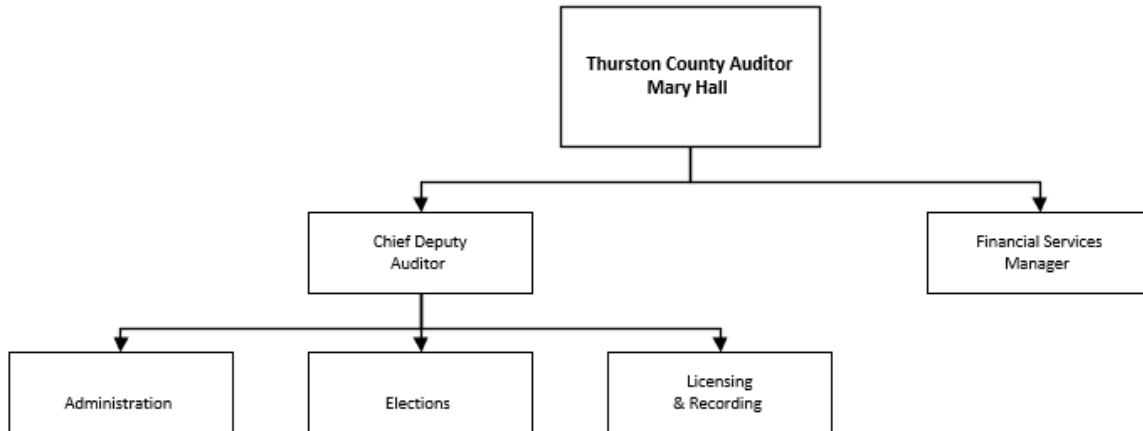 Thurston County Auditor
Mary Hall
Chief Deputy
Auditor
Financial Services
Manager
Administration
Elections
Licensing
& Recording